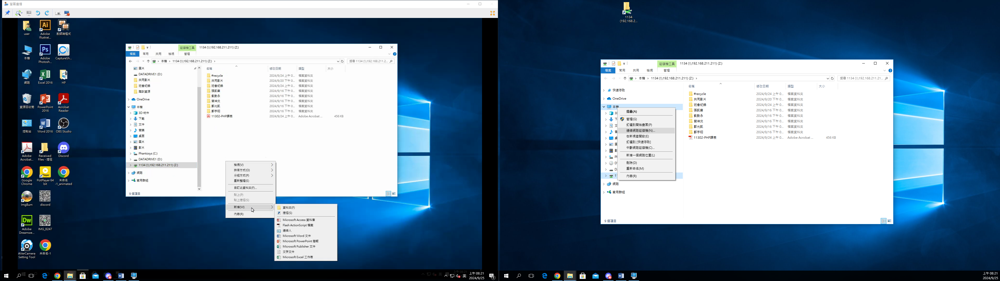 螢幕廣播
user
Adobe
Illustrat...
教師端程式
本機
Adobe
Photosh...
CaptureSh...
網路
Excel 2016
HP
資源回收筒
PowerPoint
2016
Acrobat
Reader
控制台
Word 2016
OBS Studio
Adobe
Acrobat...
Received
Files - 捷徑
Discord
Google
Chrome
PotPlayer 64
bit
未命名
-1_animated
ImgBurn
discord
Adobe
Dreamwe...
IMG_8247
AVerCamera
Setting Tool
未命名-1
磁碟機工具
1134 (\\192.168.211.211) (Z:)
檔案
常用
共用
檢視
管理
本機
1134 (\\192.168.211.211) (Z:)
搜尋 1134 (\\192.168.211.2...
圖片
DATADRIVE1 (D:)
共同影片
班會紀錄
職訓資源
OneDrive
本機
3D 物件
下載
文件
音樂
桌面
圖片
影片
Phantosys (C:)
DATADRIVE1 (D:)
1134 (\\192.168.211.211) (Z:)
網路
家用群組
9 個項目
名稱
修改日期
類型
大小
#recycle 2024/9/24 上午 0... 檔案資料夾
共同影片 2024/9/20 下午 0... 檔案資料夾
班會紀錄 2024/9/24 上午 0... 檔案資料夾
張凱富 2024/9/16 下午 0... 檔案資料夾
劉勤永 2024/9/16 下午 0... 檔案資料夾
蔡坤炎 2024/9/16 下午 0... 檔案資料夾
鄭光凱 2024/9/16 下午 0... 檔案資料夾
鄭宇翔 2024/9/16 下午 0... 檔案資料夾
11302-PHP課表 2024/9/24 上午 0... Adobe Acrobat ... 456 KB
檢視(V)
排序方式(O)
分組方式(P)
重新整理(E)
自訂此資料夾(F)...
貼上(P)
貼上捷徑(S)
新增(W)
內容(R)
資料夾(F)
捷徑(S)
Microsoft Access 資料庫
Flash ActionScript 檔案
連絡人
Microsoft Word 文件
Microsoft PowerPoint 簡報
Microsoft Publisher 文件
文字文件
Microsoft Excel 工作表
英
上午 08:21
2024/9/25
1134
(192.168.2...
磁碟機工具
1134 (\\192.168.211.211) (Z:)
檔案
常用
共用
檢視
管理
本機
1134 (\\192.168.211.211) (Z:)
搜尋 1134 (\\192.168.211.21...
快速存取
OneDrive
本機
網路
家用群組
9 個項目
摺疊(A)
管理(G)
釘選到開始畫面(P)
連線網路磁碟機(N)...
在新視窗開啟(E)
釘選到 [快速存取]
中斷網路磁碟機(C)...
新增一個網路位置(L)
刪除(D)
重新命名(M)
內容(R)
名稱
修改日期
類型
大小
#recycle 2024/9/24 上午 0... 檔案資料夾
共同影片 2024/9/20 下午 0... 檔案資料夾
班會紀錄 2024/9/24 上午 0... 檔案資料夾
張凱富 2024/9/16 下午 0... 檔案資料夾
劉勤永 2024/9/16 下午 0... 檔案資料夾
蔡坤炎 2024/9/16 下午 0... 檔案資料夾
鄭光凱 2024/9/16 下午 0... 檔案資料夾
鄭宇翔 2024/9/16 下午 0... 檔案資料夾
11302-PHP課表 2024/9/24 上午 0... Adobe Acrobat ... 456 KB
上午 08:21
2024/9/25